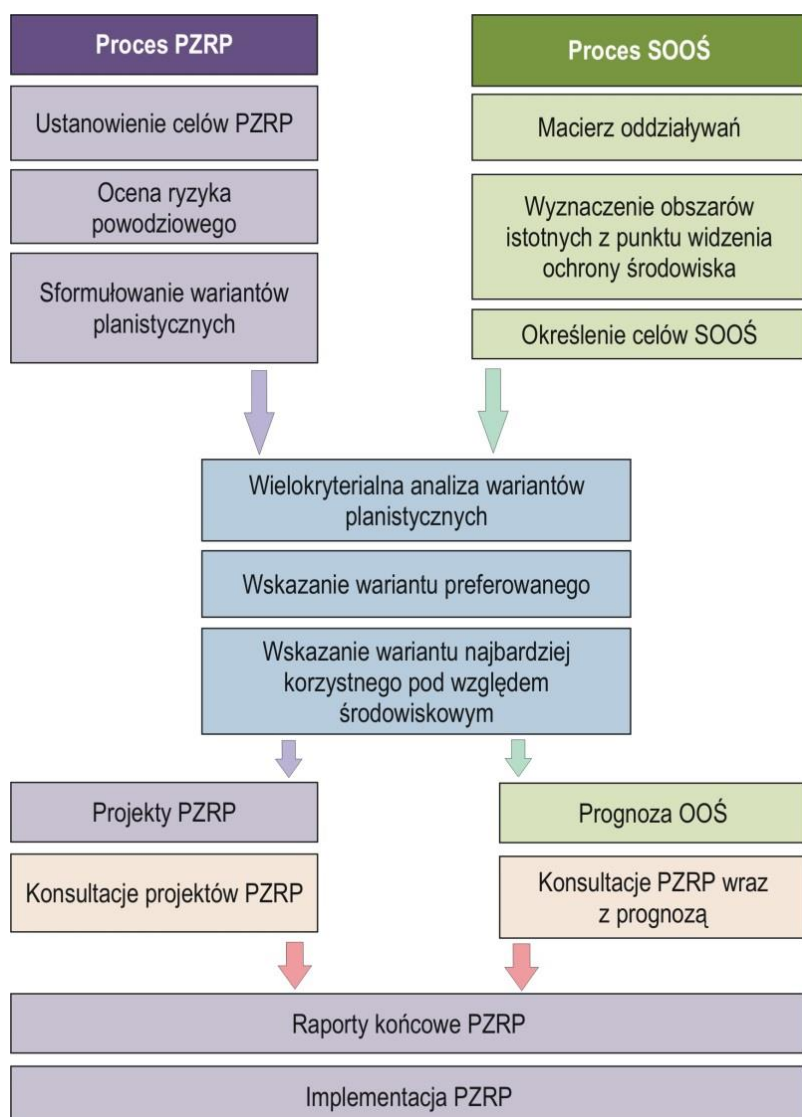 Proces PZRP
Ustanowienie celów PZRP
Ocena ryzyka
powodziowego
Sformułowanie wariantów
planistycznych
Proces SOOŚ
Macierz oddziaływań
Wyznaczenie obszarów
istotnych z punktu widzenia
ochrony środowiska
Określenie celów SOOŚ
Wielokryterialna analiza wariantów
planistycznych
Wskazanie wariantu preferowanego
Wskazanie wariantu najbardziej
korzystnego pod względem
środowiskowym
Projekty PZRP
Konsultacje projektów PZRP
Prognoza OOŚ
Konsultacje PZRP wraz
z prognozą
Raporty końcowe PZRP
Implementacja PZRP